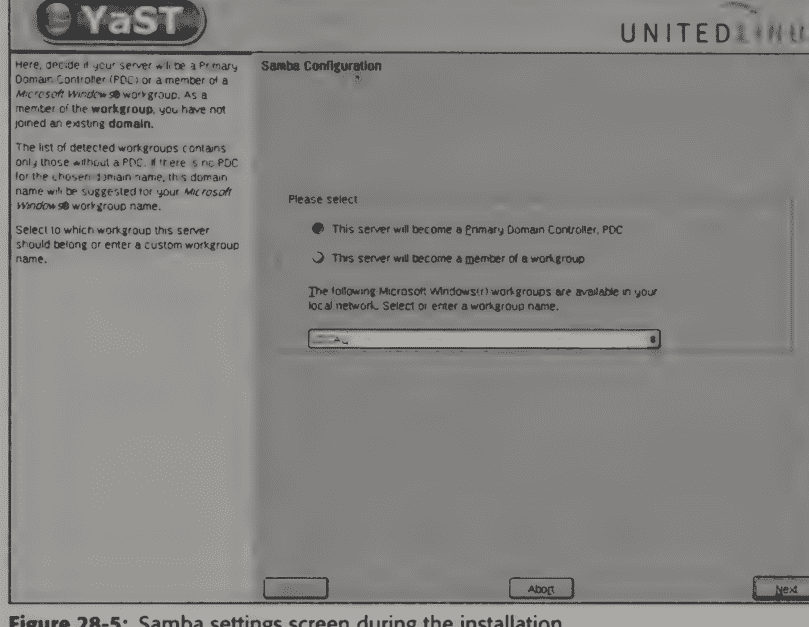 YaST
UNITEDLINU
Here, decide if your server will be a Primary
Domain Controller (PDC) or a member of a
Microsoft Windows® workgroup. As a
member of the workgroup, you have not
joined an existing domain.
The list of detected workgroups contains
only those without a PDC. If there is no PDC
for the chosen domain name, this domain
name will be suggested for your Microsoft
Windows® workgroup name.
Select to which workgroup this server
should belong or enter a custom workgroup
name.
Samba Configuration
Please select
This server will become a Primary Domain Controller, PDC
This server will become a member of a workgroup
The following Microsoft Windows(r) workgroups are available in your
local network. Select or enter a workgroup name.
Abort
Next
Figure 28-5: Samba settings screen during the installation